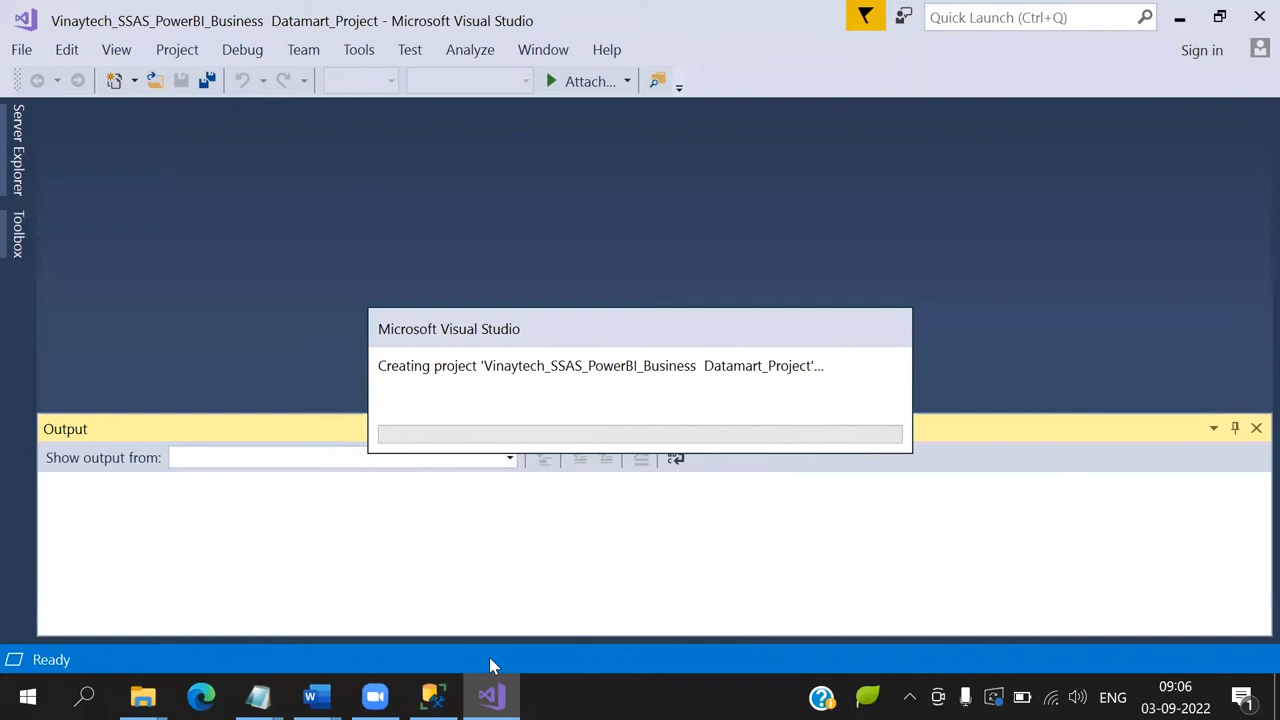 Vinaytech_SSAS_PowerBI_Business  Datamart_Project - Microsoft Visual Studio
Quick Launch (Ctrl+Q)
File Edit View Project Debug Team Tools Test Analyze Window Help
Sign in
Attach...
Server Explorer
Toolbox
Microsoft Visual Studio
Creating project 'Vinaytech_SSAS_PowerBI_Business  Datamart_Project'...
Output
Show output from:
Ready
ENG
09:06
03-09-2022
1